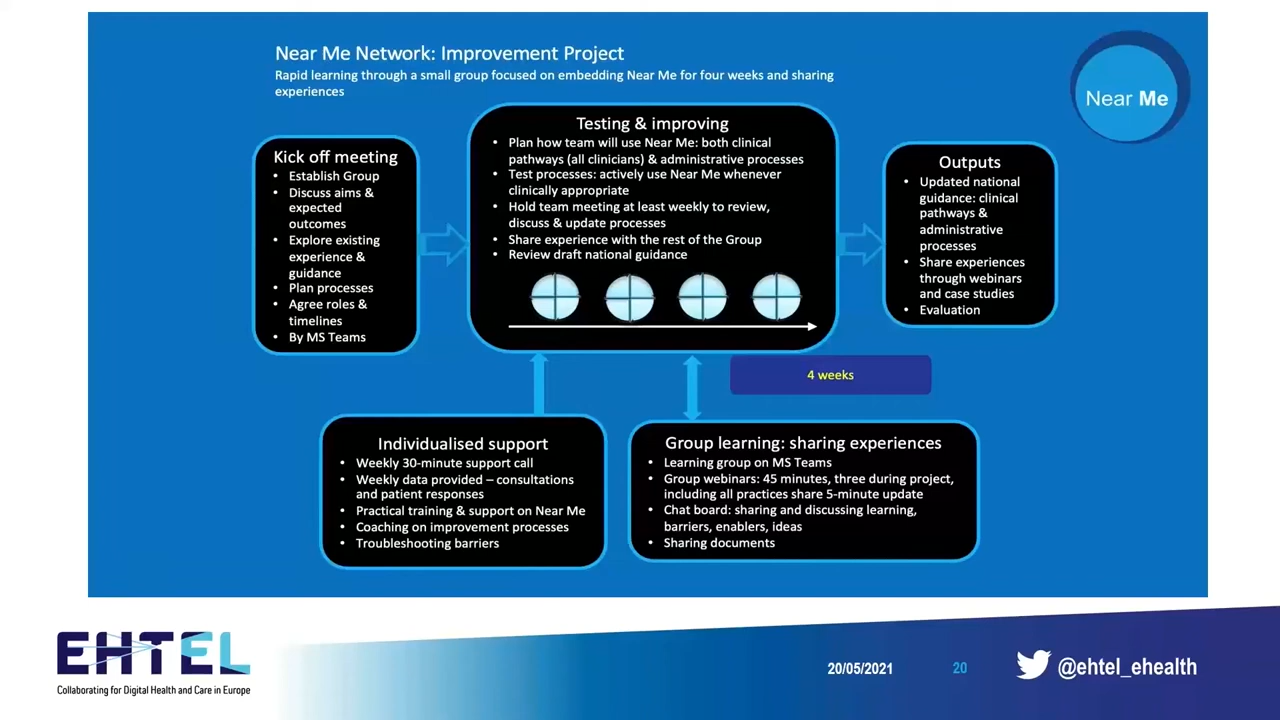 Near Me Network: Improvement Project
Rapid learning through a small group focused on embedding Near Me for four weeks and sharing
experiences
Near Me
Kick off meeting
• Establish Group
• Discuss aims &
expected
outcomes
• Explore existing
experience &
guidance
• Plan processes
• Agree roles &
timelines
• By MS Teams
Testing & improving
• Plan how team will use Near Me: both clinical
pathways (all clinicians) & administrative processes
• Test processes: actively use Near Me whenever
clinically appropriate
• Hold team meeting at least weekly to review,
discuss & update processes
• Share experience with the rest of the Group
• Review draft national guidance
Outputs
• Updated national
guidance: clinical
pathways &
administrative
processes
• Share experiences
through webinars
and case studies
• Evaluation
4 weeks
Individualised support
• Weekly 30-minute support call
• Weekly data provided – consultations
and patient responses
• Practical training & support on Near Me
• Coaching on improvement processes
• Troubleshooting barriers
Group learning: sharing experiences
• Learning group on MS Teams
• Group webinars: 45 minutes, three during project,
including all practices share 5-minute update
• Chat board: sharing and discussing learning,
barriers, enablers, ideas
• Sharing documents
EHTEL
Collaborating for Digital Health and Care in Europe
20/05/2021
20
@ehtel_ehealth